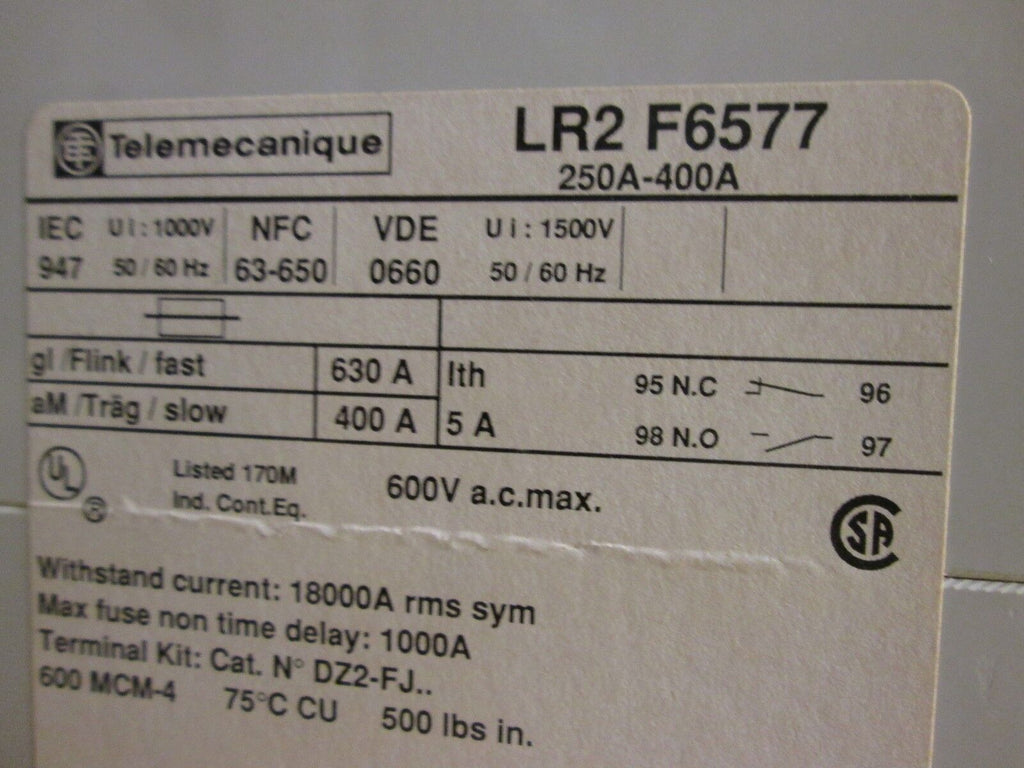 Telemecanique
LR2 F6577
250A-400A
IEC 947
Ui: 1000V 50/60 Hz
NFC 63-650
VDE 0660
Ui: 1500V 50/60 Hz
gl/Flink/fast 630 A
aM/Träg/slow 400 A
Ith 5 A
95 N.C 96
98 N.O 97
UL ®
Listed 170M
Ind. Cont.Eq.
600V a.c.max.
CSA
Withstand current: 18000A rms sym
Max fuse non time delay: 1000A
Terminal Kit: Cat. N° DZ2-FJ..
600 MCM-4 75°C CU 500 lbs in.